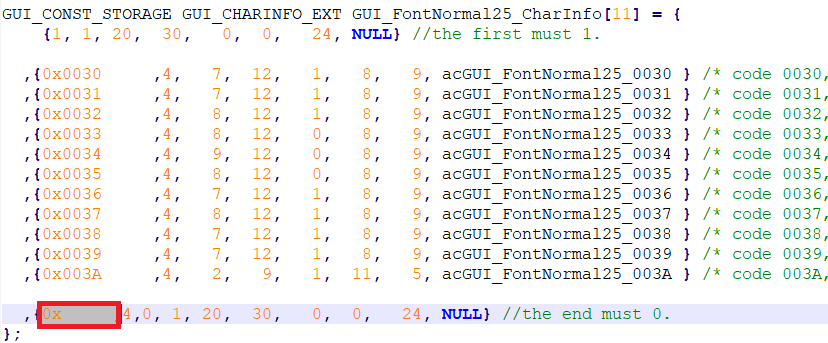 GUI_CONST_STORAGE GUI_CHARINFO_EXT GUI_FontNormal25_CharInfo[11] = {
{1, 1, 20, 30, 0, 0, 24, NULL} //the first must 1.
,{0x0030 ,4, 7, 12, 1, 8, 9, acGUI_FontNormal25_0030 } /* code 0030,
,{0x0031 ,4, 7, 12, 1, 8, 9, acGUI_FontNormal25_0031 } /* code 0031,
,{0x0032 ,4, 8, 12, 1, 8, 9, acGUI_FontNormal25_0032 } /* code 0032,
,{0x0033 ,4, 8, 12, 0, 8, 9, acGUI_FontNormal25_0033 } /* code 0033,
,{0x0034 ,4, 9, 12, 0, 8, 9, acGUI_FontNormal25_0034 } /* code 0034,
,{0x0035 ,4, 8, 12, 0, 8, 9, acGUI_FontNormal25_0035 } /* code 0035,
,{0x0036 ,4, 7, 12, 1, 8, 9, acGUI_FontNormal25_0036 } /* code 0036,
,{0x0037 ,4, 8, 12, 1, 8, 9, acGUI_FontNormal25_0037 } /* code 0037,
,{0x0038 ,4, 7, 12, 1, 8, 9, acGUI_FontNormal25_0038 } /* code 0038,
,{0x0039 ,4, 7, 12, 1, 8, 9, acGUI_FontNormal25_0039 } /* code 0039,
,{0x003A ,4, 2, 9, 1, 11, 5, acGUI_FontNormal25_003A } /* code 003A,
,{0x 4,0, 1, 20, 30, 0, 0, 24, NULL} //the end must 0.
};